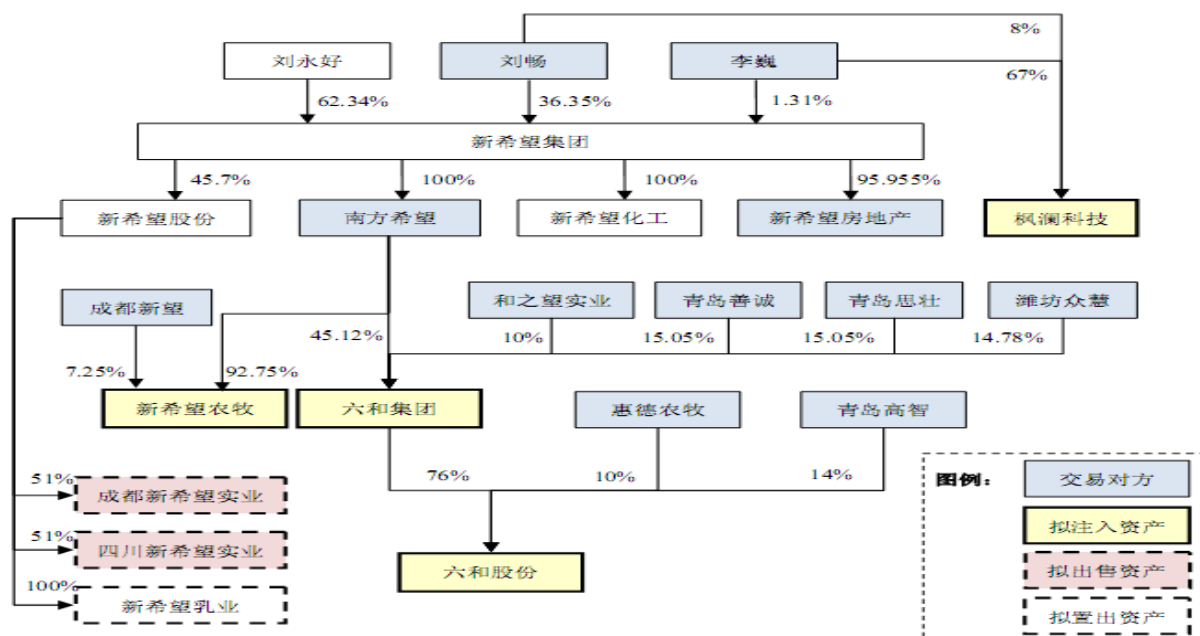 8%
刘永好
刘畅
李巍
67%
62.34%
36.35%
1.31%
新希望集团
45.7%
100%
100%
95.955%
新希望股份
南方希望
新希望化工
新希望房地产
枫澜科技
成都新望
和之望实业
青岛善诚
青岛思壮
潍坊众慧
45.12%
10%
15.05%
15.05%
14.78%
7.25%
92.75%
新希望农牧
六和集团
惠德农牧
青岛高智
51%
成都新希望实业
76%
10%
14%
51%
四川新希望实业
六和股份
100%
新希望乳业
图例：
交易对方
拟注入资产
拟出售资产
拟置出资产